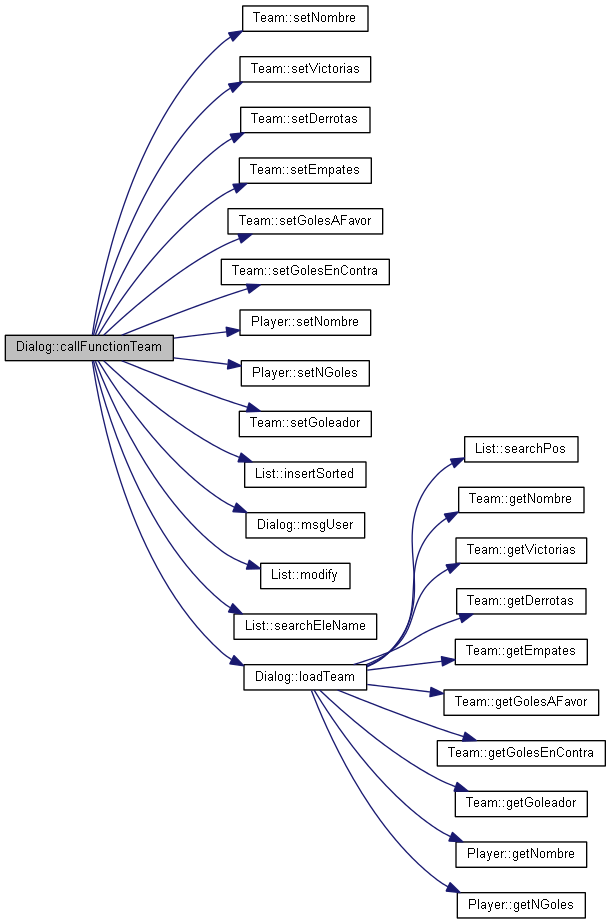 Team::setNombre
Team::setVictorias
Team::setDerrotas
Team::setEmpates
Team::setGolesAFavor
Team::setGolesEnContra
Player::setNombre
Dialog::callFunctionTeam
Player::setNGoles
Team::setGoleador
List::searchPos
List::insertSorted
Team::getNombre
Dialog::msgUser
Team::getVictorias
List::modify
Team::getDerrotas
List::searchEleName
Team::getEmpates
Dialog::loadTeam
Team::getGolesAFavor
Team::getGolesEnContra
Team::getGoleador
Player::getNombre
Player::getNGoles